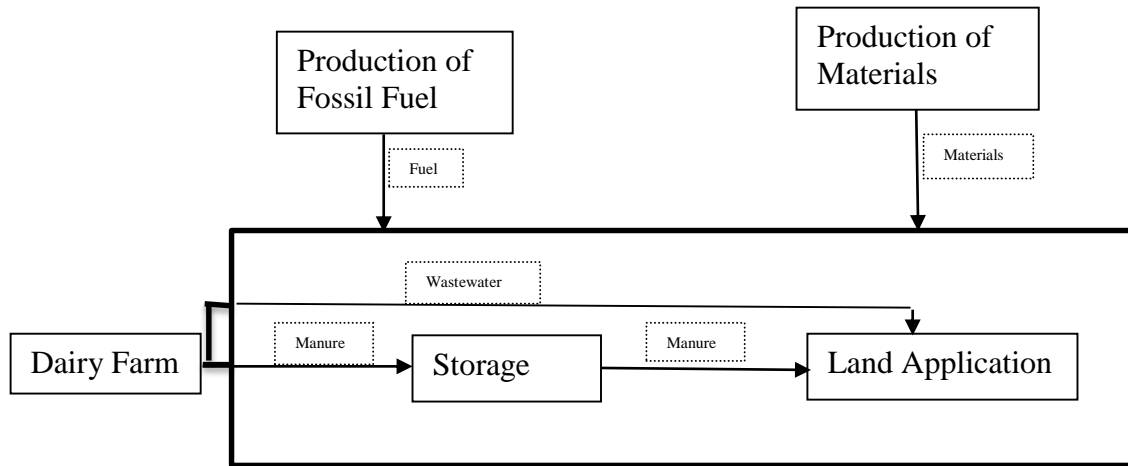 Production of
Fossil Fuel
Production of
Materials
Fuel
Materials
Wastewater
Dairy Farm
Manure
Storage
Manure
Land Application